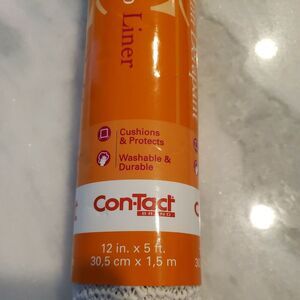 Liner
Cushions
& Protects
Washable &
Durable
Con-Tact
BRAND
12 in. x 5 ft.
30,5 cm x 1,5 m